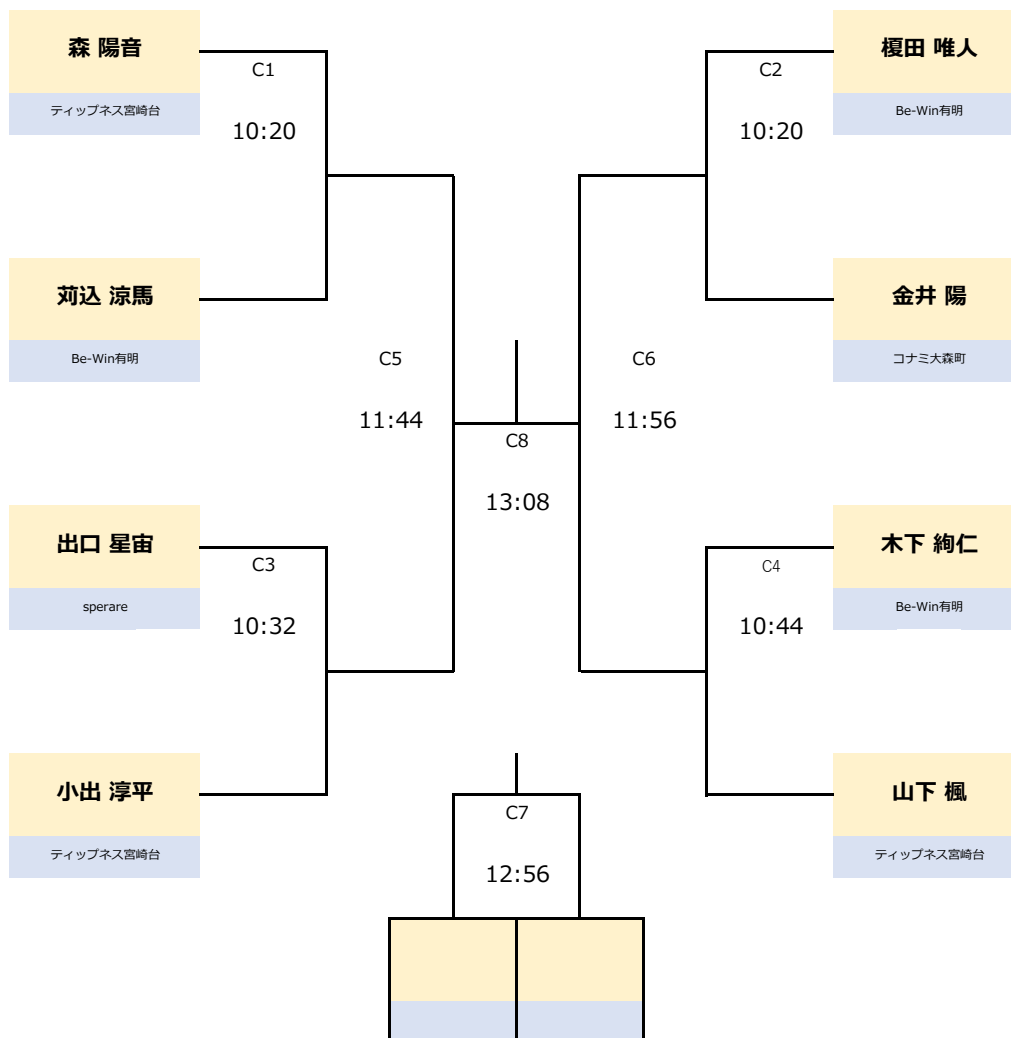 森 陽音
ティップネス宮崎台
C1
10:20
榎田 唯人
Be-Win有明
C2
10:20
苅込 涼馬
Be-Win有明
金井 陽
コナミ大森町
C5
11:44
C6
11:56
C8
13:08
出口 星宙
sperare
C3
10:32
木下 絢仁
Be-Win有明
C4
10:44
小出 淳平
ティップネス宮崎台
山下 楓
ティップネス宮崎台
C7
12:56